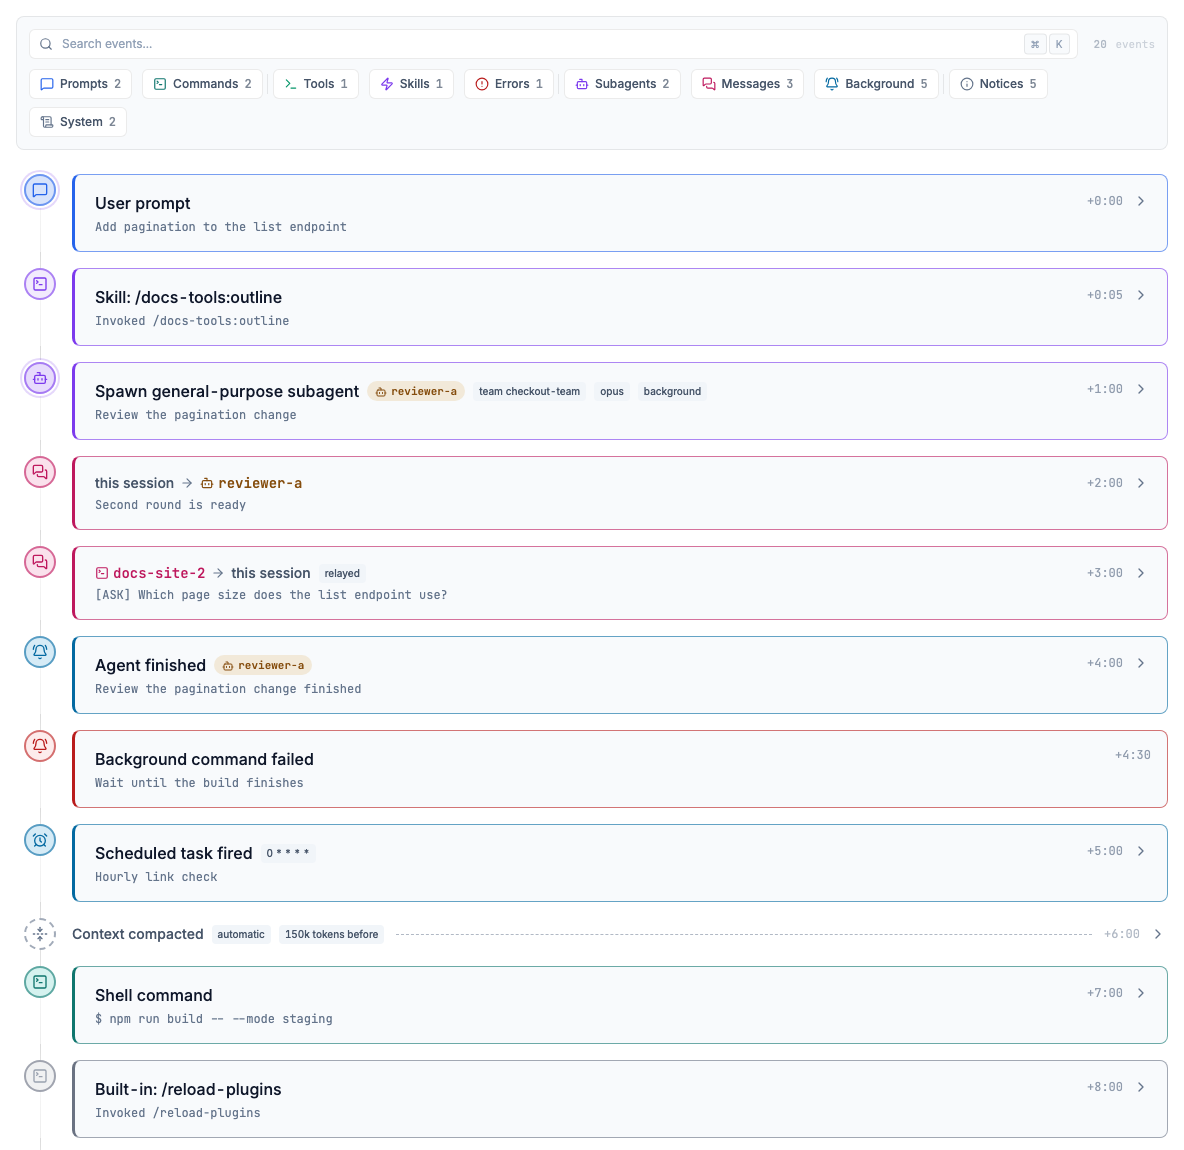 Search events...
⌘ K
20 events
Prompts 2
Commands 2
Tools 1
Skills 1
Errors 1
Subagents 2
Messages 3
Background 5
Notices 5
System 2
User prompt
+0:00
Add pagination to the list endpoint
Skill: /docs-tools:outline
+0:05
Invoked /docs-tools:outline
Spawn general-purpose subagent reviewer-a team checkout-team opus background
+1:00
Review the pagination change
this session → reviewer-a
+2:00
Second round is ready
docs-site-2 → this session relayed
+3:00
[ASK] Which page size does the list endpoint use?
Agent finished reviewer-a
+4:00
Review the pagination change finished
Background command failed
+4:30
Wait until the build finishes
Scheduled task fired 0 * * * *
+5:00
Hourly link check
Context compacted automatic 150k tokens before
+6:00
Shell command
+7:00
$ npm run build -- --mode staging
Built-in: /reload-plugins
+8:00
Invoked /reload-plugins